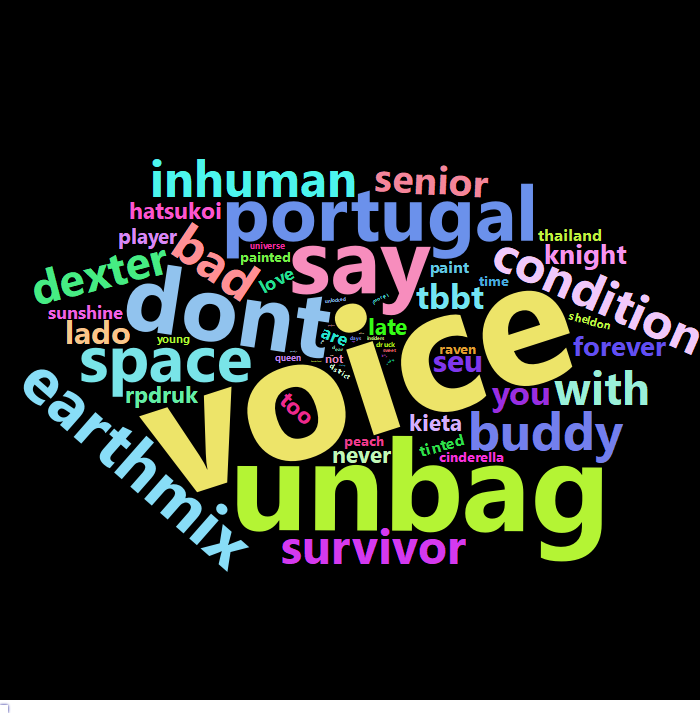 inhuman
senior
hatsukoi
portugal
player
bad
universe
thailand
painted
say
knight
dexter
love
paint
condition
time
dont
tbbt
sunshine
unlocked
sheldon
lado
young
are
late
voice
forever
space
queen
not
druck
raven
seu
rpdruk
you
with
earthmix
too
kieta
buddy
peach
tinted
never
cinderella
unbag
survivor